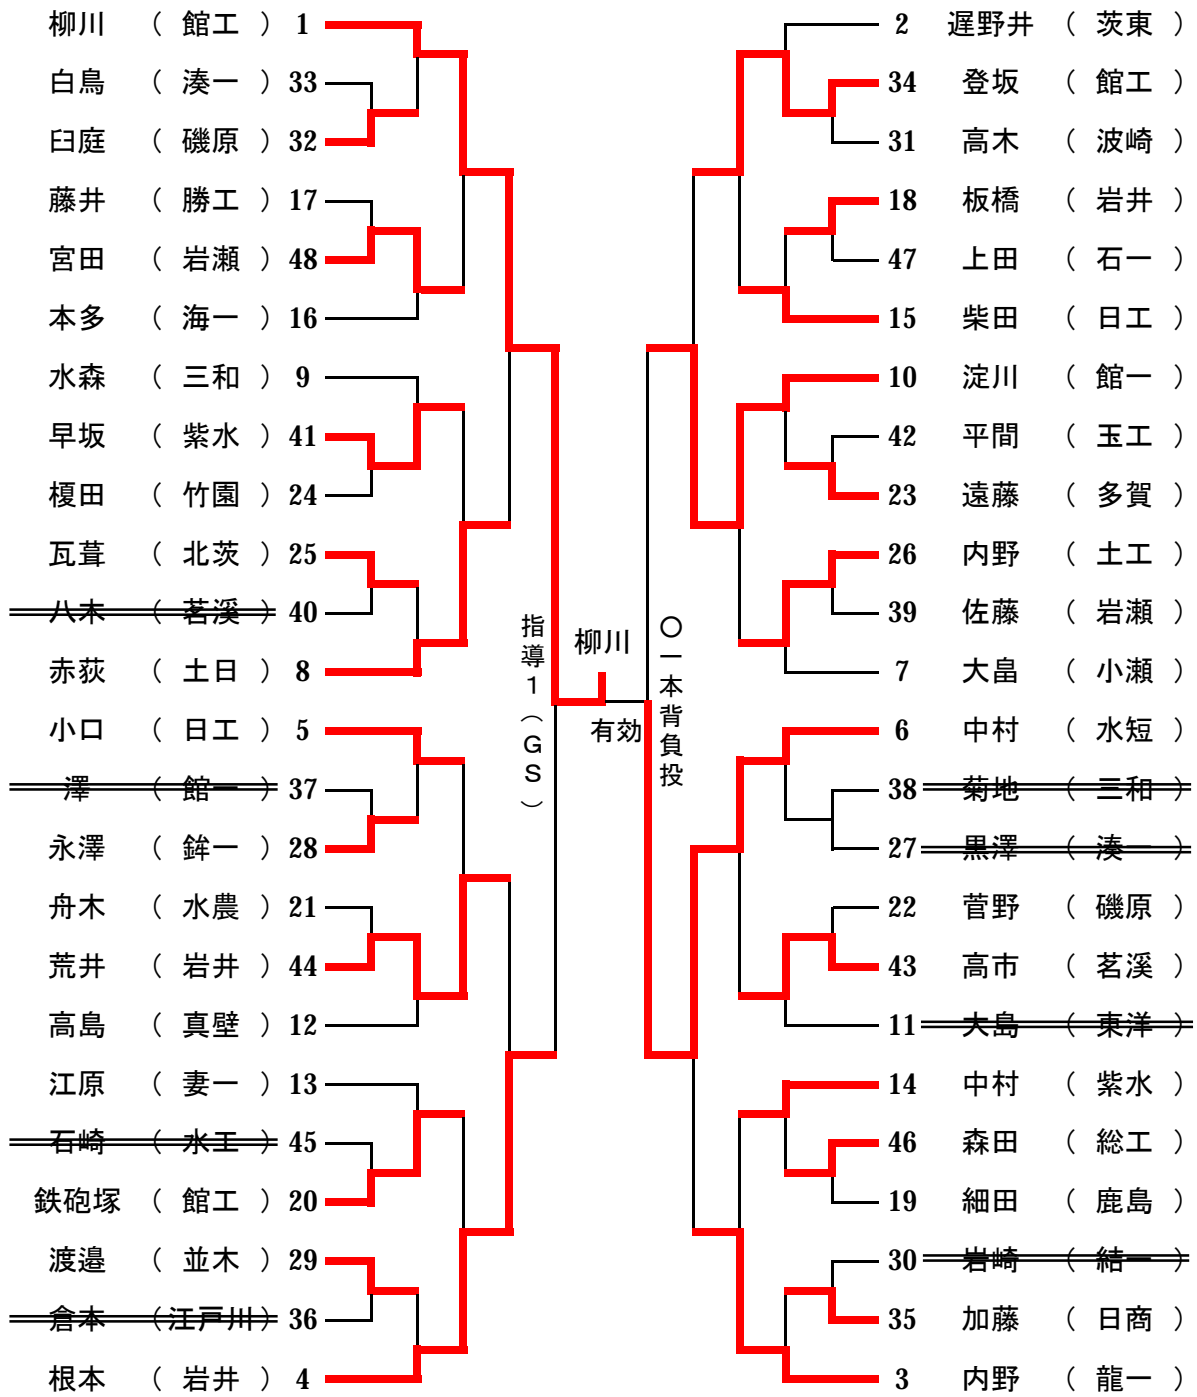 柳川 （ 館工 ） 1
白鳥 （ 湊一 ） 33
臼庭 （ 磯原 ） 32
藤井 （ 勝工 ） 17
宮田 （ 岩瀬 ） 48
本多 （ 海一 ） 16
水森 （ 三和 ） 9
早坂 （ 紫水 ） 41
榎田 （ 竹園 ） 24
瓦葺 （ 北茨 ） 25
八木 （ 茗溪 ） 40
赤荻 （ 土日 ） 8
小口 （ 日工 ） 5
澤 （ 館一 ） 37
永澤 （ 鉾一 ） 28
舟木 （ 水農 ） 21
荒井 （ 岩井 ） 44
高島 （ 真壁 ） 12
江原 （ 妻一 ） 13
石崎 （ 水工 ） 45
鉄砲塚 （ 館工 ） 20
渡邉 （ 並木 ） 29
倉本 （江戸川） 36
根本 （ 岩井 ） 4
指導１（ＧＳ）
柳川
有効
〇一本背負投
2 遅野井 （ 茨東 ）
34 登坂 （ 館工 ）
31 高木 （ 波崎 ）
18 板橋 （ 岩井 ）
47 上田 （ 石一 ）
15 柴田 （ 日工 ）
10 淀川 （ 館一 ）
42 平間 （ 玉工 ）
23 遠藤 （ 多賀 ）
26 内野 （ 土工 ）
39 佐藤 （ 岩瀬 ）
7 大畠 （ 小瀬 ）
6 中村 （ 水短 ）
38 菊地 （ 三和 ）
27 黒澤 （ 湊一 ）
22 菅野 （ 磯原 ）
43 高市 （ 茗溪 ）
11 大島 （ 東洋 ）
14 中村 （ 紫水 ）
46 森田 （ 総工 ）
19 細田 （ 鹿島 ）
30 岩崎 （ 結一 ）
35 加藤 （ 日商 ）
3 内野 （ 龍一 ）